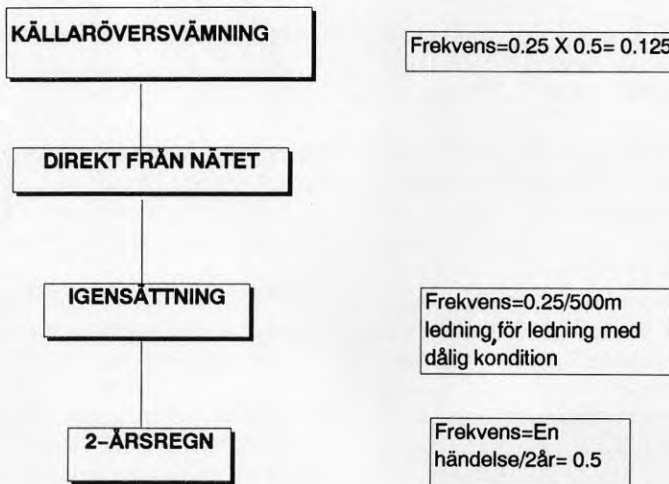 KÄLLARÖVERSVÄMNING
Frekvens=0.25 X 0.5= 0.125
DIREKT FRÅN NÄTET
IGENSÄTTNING
Frekvens=0.25/500m
ledning,för ledning med
dålig kondition
2-ÅRSREGN
Frekvens=En
händelse/2år= 0.5